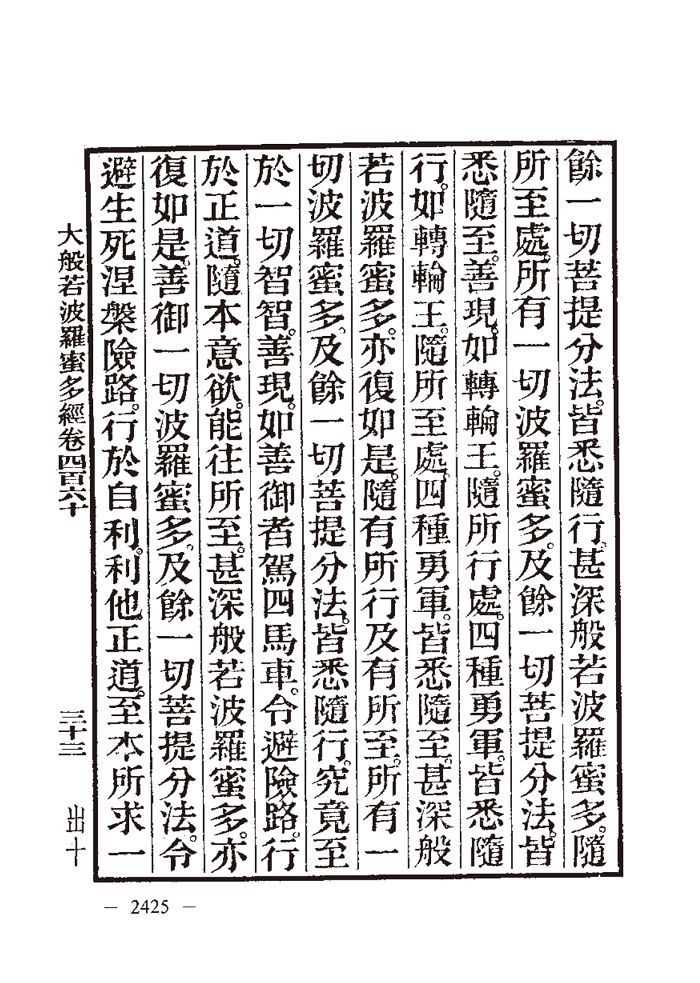 餘一切菩提分法。皆悉隨行。甚深般若波羅蜜多。隨
所至處。所有一切波羅蜜多。及餘一切菩提分法。皆
悉隨至。善現。如轉輪王。隨所行處。四種勇軍。皆悉隨
行。如轉輪王。隨所至處。四種勇軍。皆悉隨至。甚深般
若波羅蜜多。亦復如是。隨有所行及有所至。所有一
切波羅蜜多。及餘一切菩提分法。皆悉隨行。究竟至
於一切智智。善現。如善御者駕四馬車。令避險路。行
於正道。隨本意欲。能往所至。甚深般若波羅蜜多。亦
復如是。善御一切波羅蜜多。及餘一切菩提分法。令
避生死涅槃險路。行於自利。利他正道。至本所求一
大般若波羅蜜多經卷四百六十 三十三 出十
— 2425 —